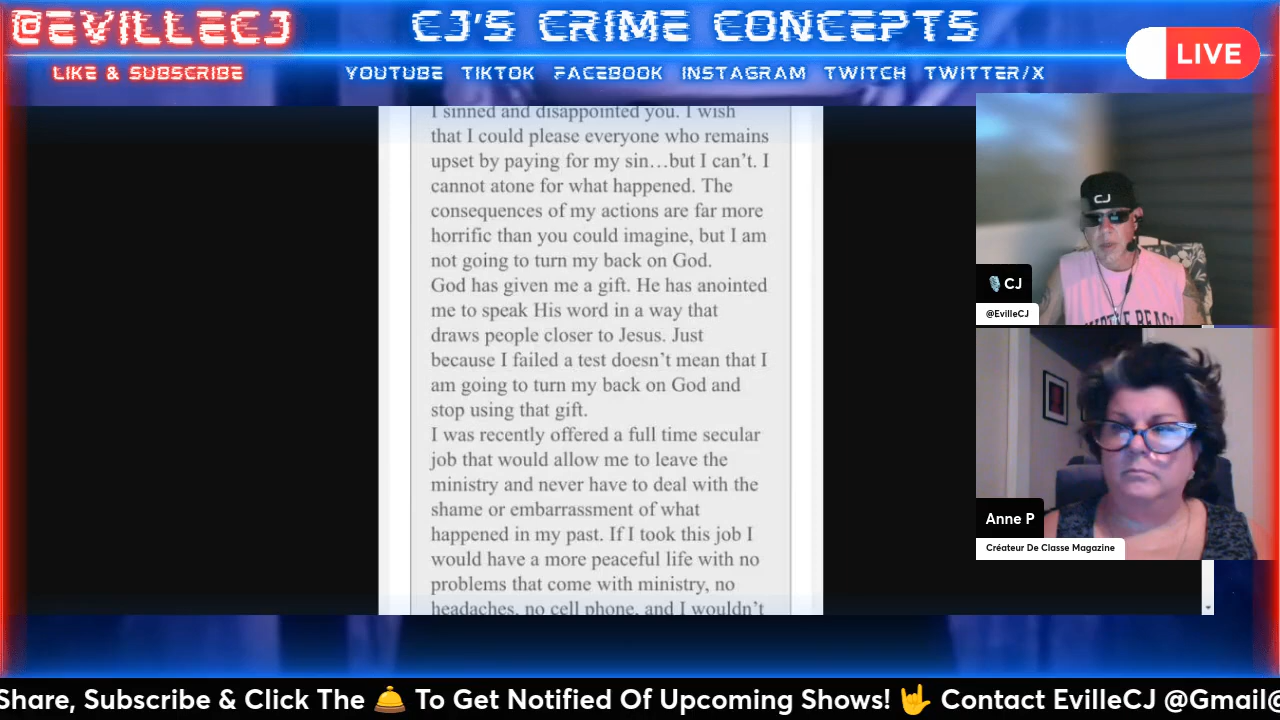 @EVILLECJ
CJ'S CRIME CONCEPTS
LIVE
LIKE & SUBSCRIBE
YOUTUBE TIKTOK FACEBOOK INSTAGRAM TWITCH TWITTER/X
I sinned and disappointed you. I wish
that I could please everyone who remains
upset by paying for my sin…but I can't. I
cannot atone for what happened. The
consequences of my actions are far more
horrific than you could imagine, but I am
not going to turn my back on God.
God has given me a gift. He has anointed
me to speak His word in a way that
draws people closer to Jesus. Just
because I failed a test doesn't mean that I
am going to turn my back on God and
stop using that gift.
I was recently offered a full time secular
job that would allow me to leave the
ministry and never have to deal with the
shame or embarrassment of what
happened in my past. If I took this job I
would have a more peaceful life with no
problems that come with ministry, no
headaches, no cell phone, and I wouldn't
CJ
🎙️CJ
@EvilleCJ
Anne P
Créateur De Classe Magazine
Share, Subscribe & Click The 🛎️ To Get Notified Of Upcoming Shows! 🤟 Contact EvilleCJ @Gmail